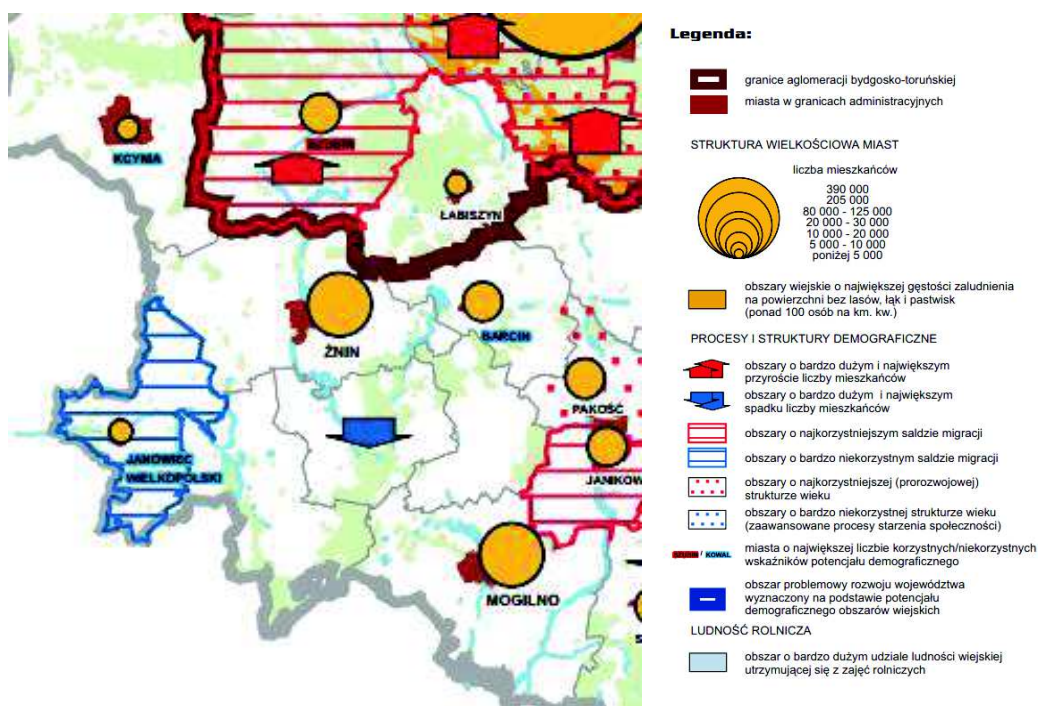 KCYNIA
SZUBIN
ŁABISZYN
ŻNIN
BARCIN
PAKOŚĆ
JANIKOW
JANOWIEC
WIELKOPOLSKI
MOGILNO
Legenda:
granice aglomeracji bydgosko-toruńskiej
miasta w granicach administracyjnych
STRUKTURA WIELKOŚCIOWA MIAST
liczba mieszkańców
390 000
205 000
80 000 - 125 000
20 000 - 30 000
10 000 - 20 000
5 000 - 10 000
poniżej 5 000
obszary wiejskie o największej gęstości zaludnienia
na powierzchni bez lasów, łąk i pastwisk
(ponad 100 osób na km. kw.)
PROCESY I STRUKTURY DEMOGRAFICZNE
obszary o bardzo dużym i największym
przyroście liczby mieszkańców
obszary o bardzo dużym i największym
spadku liczby mieszkańców
obszary o najkorzystniejszym saldzie migracji
obszary o bardzo niekorzystnym saldzie migracji
obszary o najkorzystniejszej (prorozwojowej)
strukturze wieku
obszary o bardzo niekorzystnej strukturze wieku
(zaawansowane procesy starzenia społeczności)
SZUBIN / KOWAL
miasta o największej liczbie korzystnych/niekorzystnych
wskaźników potencjału demograficznego
obszar problemowy rozwoju województwa
wyznaczony na podstawie potencjału
demograficznego obszarów wiejskich
LUDNOŚĆ ROLNICZA
obszar o bardzo dużym udziale ludności wiejskiej
utrzymującej się z zajęć rolniczych